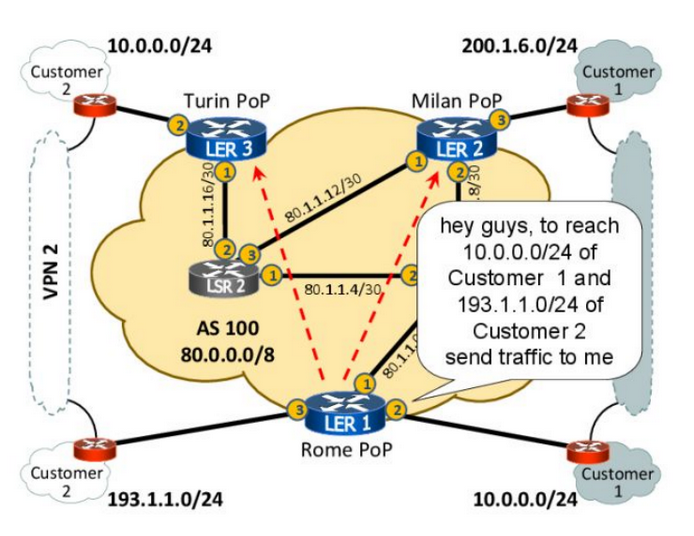 10.0.0.0/24
200.1.6.0/24
Customer
2
Customer
1
Turin PoP
Milan PoP
2
3
LER 3
LER 2
1
1
2
80.1.1.16/30
80.1.1.12/30
.8/30
2
3
LSR 2
1
2
80.1.1.4/30
VPN 2
hey guys, to reach
10.0.0.0/24 of
Customer 1 and
193.1.1.0/24 of
Customer 2
send traffic to me
AS 100
80.0.0.0/8
80.1.1.
1
3
2
LER 1
Rome PoP
Customer
2
193.1.1.0/24
10.0.0.0/24
Customer
1